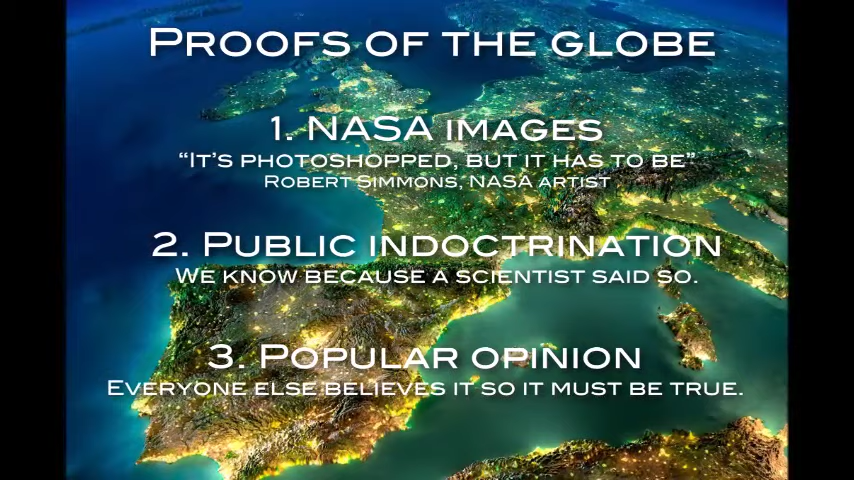 Proofs of the globe
1. NASA images
“It's photoshopped, but it has to be”
Robert Simmons, NASA artist
2. Public indoctrination
We know because a scientist said so.
3. Popular opinion
Everyone else believes it so it must be true.